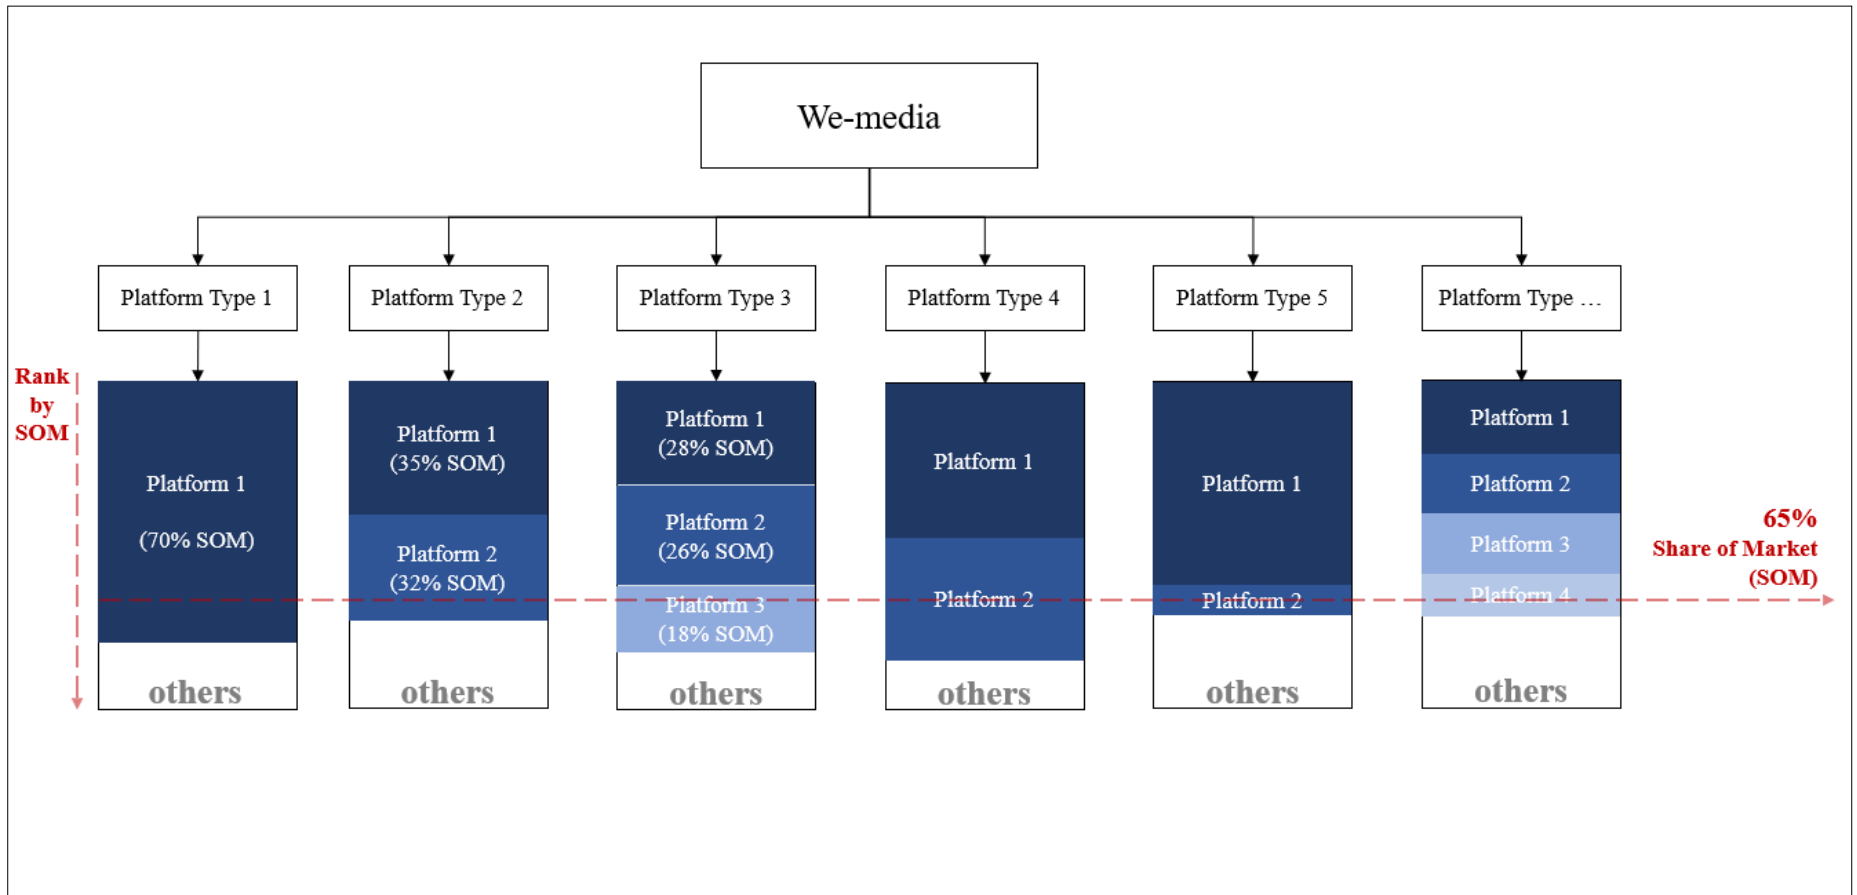 We-media
Platform Type 1
Platform Type 2
Platform Type 3
Platform Type 4
Platform Type 5
Platform Type ...
Rank
by
SOM
Platform 1
(70% SOM)
others
Platform 1
(35% SOM)
Platform 2
(32% SOM)
others
Platform 1
(28% SOM)
Platform 2
(26% SOM)
Platform 3
(18% SOM)
others
Platform 1
Platform 2
others
Platform 1
Platform 2
others
Platform 1
Platform 2
Platform 3
Platform 4
others
65%
Share of Market
(SOM)